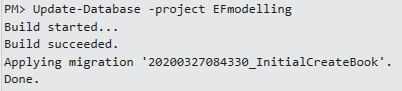 PM> Update-Database -project EFmodelling
Build started...
Build succeeded.
Applying migration '20200327084330_InitialCreateBook'.
Done.